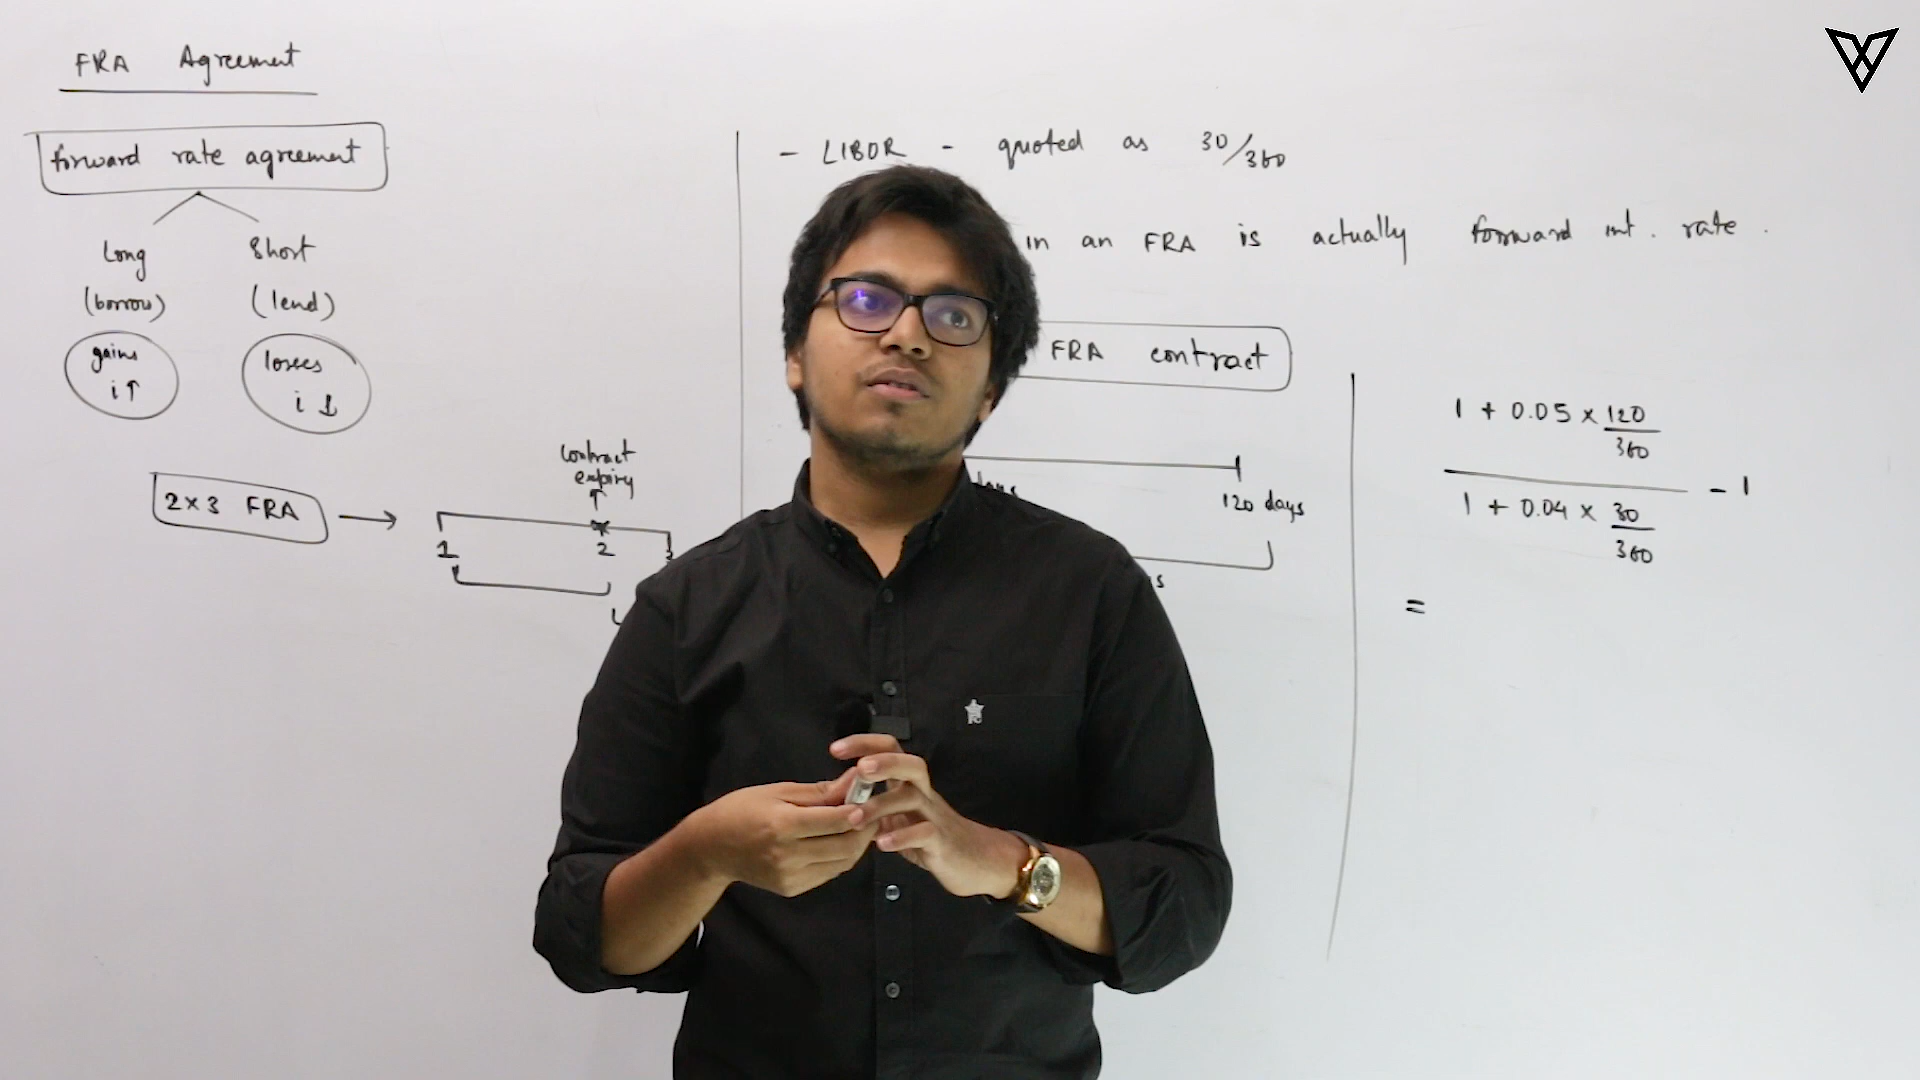 FRA Agreement
forward rate agreement
Long Short
(borrow) (lend)
gains losses
i↑ i↓
2×3 FRA →
contract
expiry
↑
1 2 3
- LIBOR - quoted as 30/360
in an FRA is actually forward int. rate.
FRA contract
days
120 days
s
1 + 0.05 × 120/360
1 + 0.04 × 30/360
- 1
=